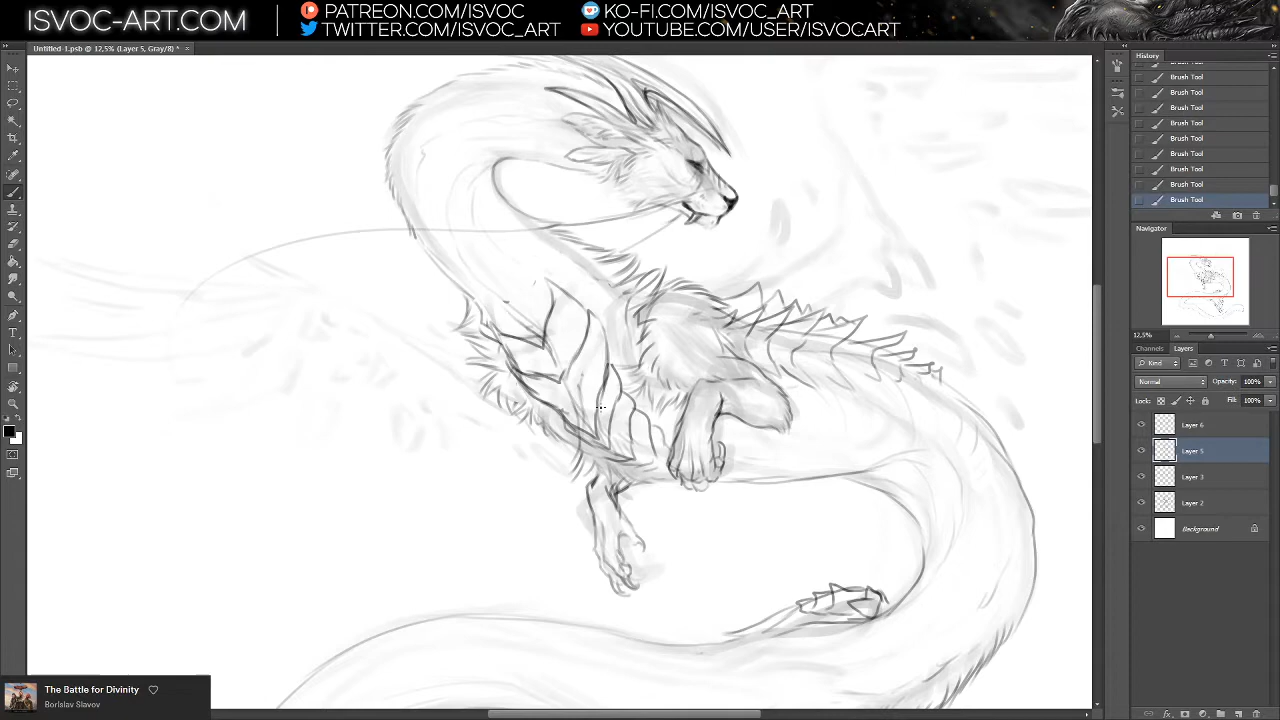 ISVOC-ART.COM
PATREON.COM/ISVOC
KO-FI.COM/ISVOC_ART
TWITTER.COM/ISVOC_ART
YOUTUBE.COM/USER/ISVOCART
Untitled-1.psb @ 12,5% (Layer 5, Gray/8) * ×
History
Brush Tool
Brush Tool
Brush Tool
Brush Tool
Brush Tool
Brush Tool
Brush Tool
Brush Tool
Brush Tool
Navigator
12,5%
Channels Layers
Kind
Normal Opacity: 100%
Lock: Fill: 100%
Layer 6
Layer 5
Layer 3
Layer 2
Background
The Battle for Divinity
Borislav Slavov